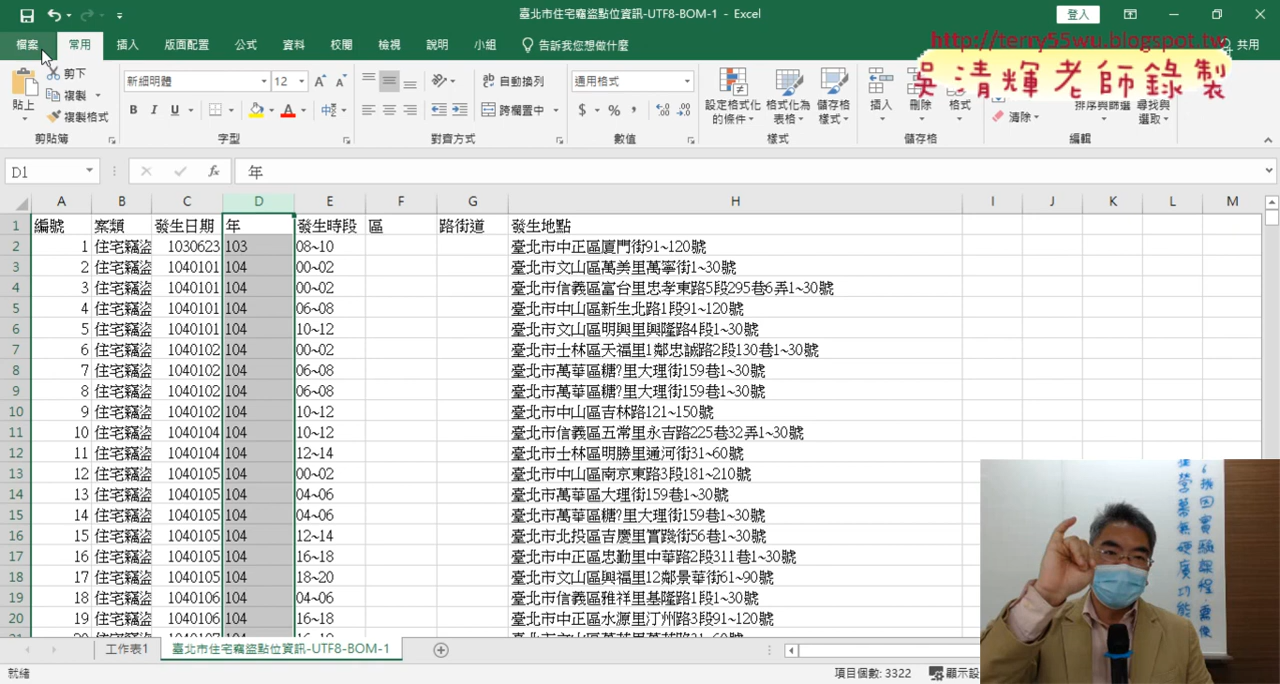 臺北市住宅竊盜點位資訊-UTF8-BOM-1 - Excel
登入
檔案 常用 插入 版面配置 公式 資料 校閱 檢視 說明 小組 告訴我您想做什麼
共用
http://terry55wu.blogspot.tw
吳清輝老師錄製
貼上 剪下 複製 複製格式
新細明體 12
B I U
自動換列
跨欄置中
通用格式
$ % ,
設定格式化的條件 格式化為表格 儲存格樣式
插入 刪除 格式
清除 排序與篩選 尋找與選取
剪貼簿 字型 對齊方式 數值 樣式 儲存格 編輯
D1 fx 年
A B C D E F G H I J K L M
1 編號 案類 發生日期 年 發生時段 區 路街道 發生地點
2 1 住宅竊盜 1030623 103 08~10 臺北市中正區廈門街91~120號
3 2 住宅竊盜 1040101 104 00~02 臺北市文山區萬美里萬寧街1~30號
4 3 住宅竊盜 1040101 104 00~02 臺北市信義區富台里忠孝東路5段295巷6弄1~30號
5 4 住宅竊盜 1040101 104 06~08 臺北市中山區新生北路1段91~120號
6 5 住宅竊盜 1040101 104 10~12 臺北市文山區明興里興隆路4段1~30號
7 6 住宅竊盜 1040102 104 00~02 臺北市士林區天福里1鄰忠誠路2段130巷1~30號
8 7 住宅竊盜 1040102 104 06~08 臺北市萬華區糖?里大理街159巷1~30號
9 8 住宅竊盜 1040102 104 06~08 臺北市萬華區糖?里大理街159巷1~30號
10 9 住宅竊盜 1040102 104 10~12 臺北市中山區吉林路121~150號
11 10 住宅竊盜 1040104 104 10~12 臺北市信義區五常里永吉路225巷32弄1~30號
12 11 住宅竊盜 1040104 104 12~14 臺北市士林區明勝里通河街31~60號
13 12 住宅竊盜 1040105 104 00~02 臺北市中山區南京東路3段181~210號
14 13 住宅竊盜 1040105 104 04~06 臺北市萬華區大理街159巷1~30號
15 14 住宅竊盜 1040105 104 04~06 臺北市萬華區糖?里大理街159巷1~30號
16 15 住宅竊盜 1040105 104 12~14 臺北市北投區吉慶里實踐街56巷1~30號
17 16 住宅竊盜 1040105 104 16~18 臺北市中正區忠勤里中華路2段311巷1~30號
18 17 住宅竊盜 1040105 104 18~20 臺北市文山區興福里12鄰景華街61~90號
19 18 住宅竊盜 1040106 104 04~06 臺北市信義區雅祥里基隆路1段1~30號
20 19 住宅竊盜 1040106 104 16~18 臺北市中正區水源里汀州路3段91~120號
工作表1 臺北市住宅竊盜點位資訊-UTF8-BOM-1
就緒 項目個數: 3322 顯示設